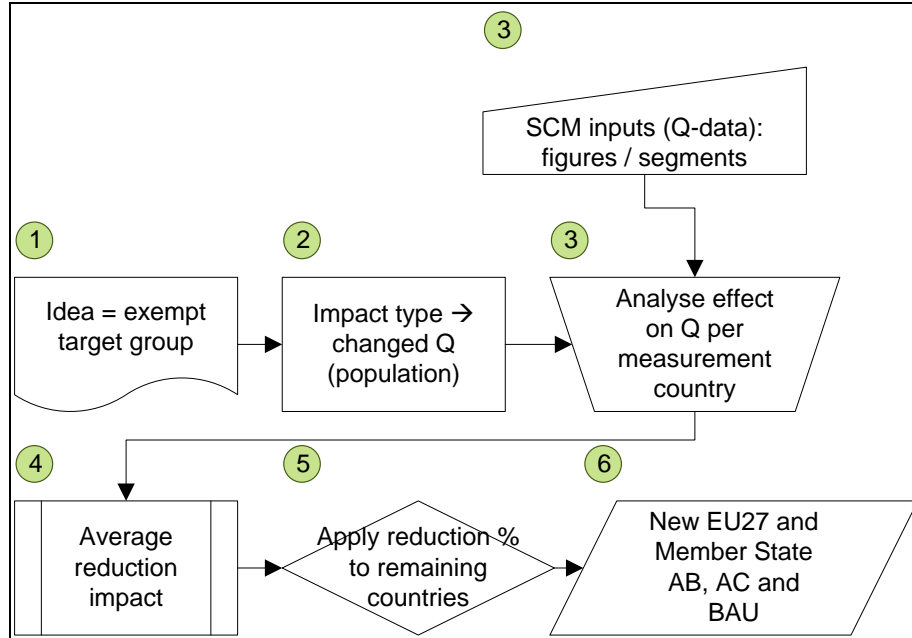 3
SCM inputs (Q-data):
figures / segments
1
Idea = exempt
target group
2
Impact type →
changed Q
(population)
3
Analyse effect
on Q per
measurement
country
4
Average
reduction
impact
5
Apply reduction %
to remaining
countries
6
New EU27 and
Member State
AB, AC and
BAU